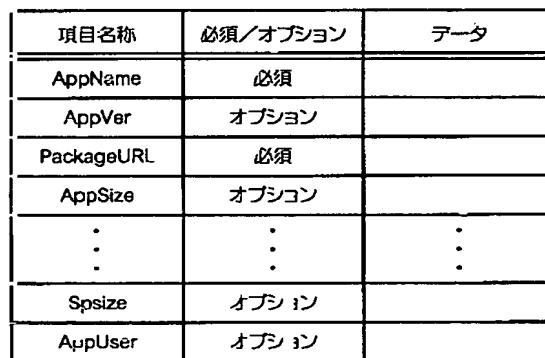 項目名称 必須／オプション データ
AppName 必須
AppVer オプション
PackageURL 必須
AppSize オプション
・ ・ ・
・ ・ ・
・ ・ ・
Spsize オプション
AppUser オプション